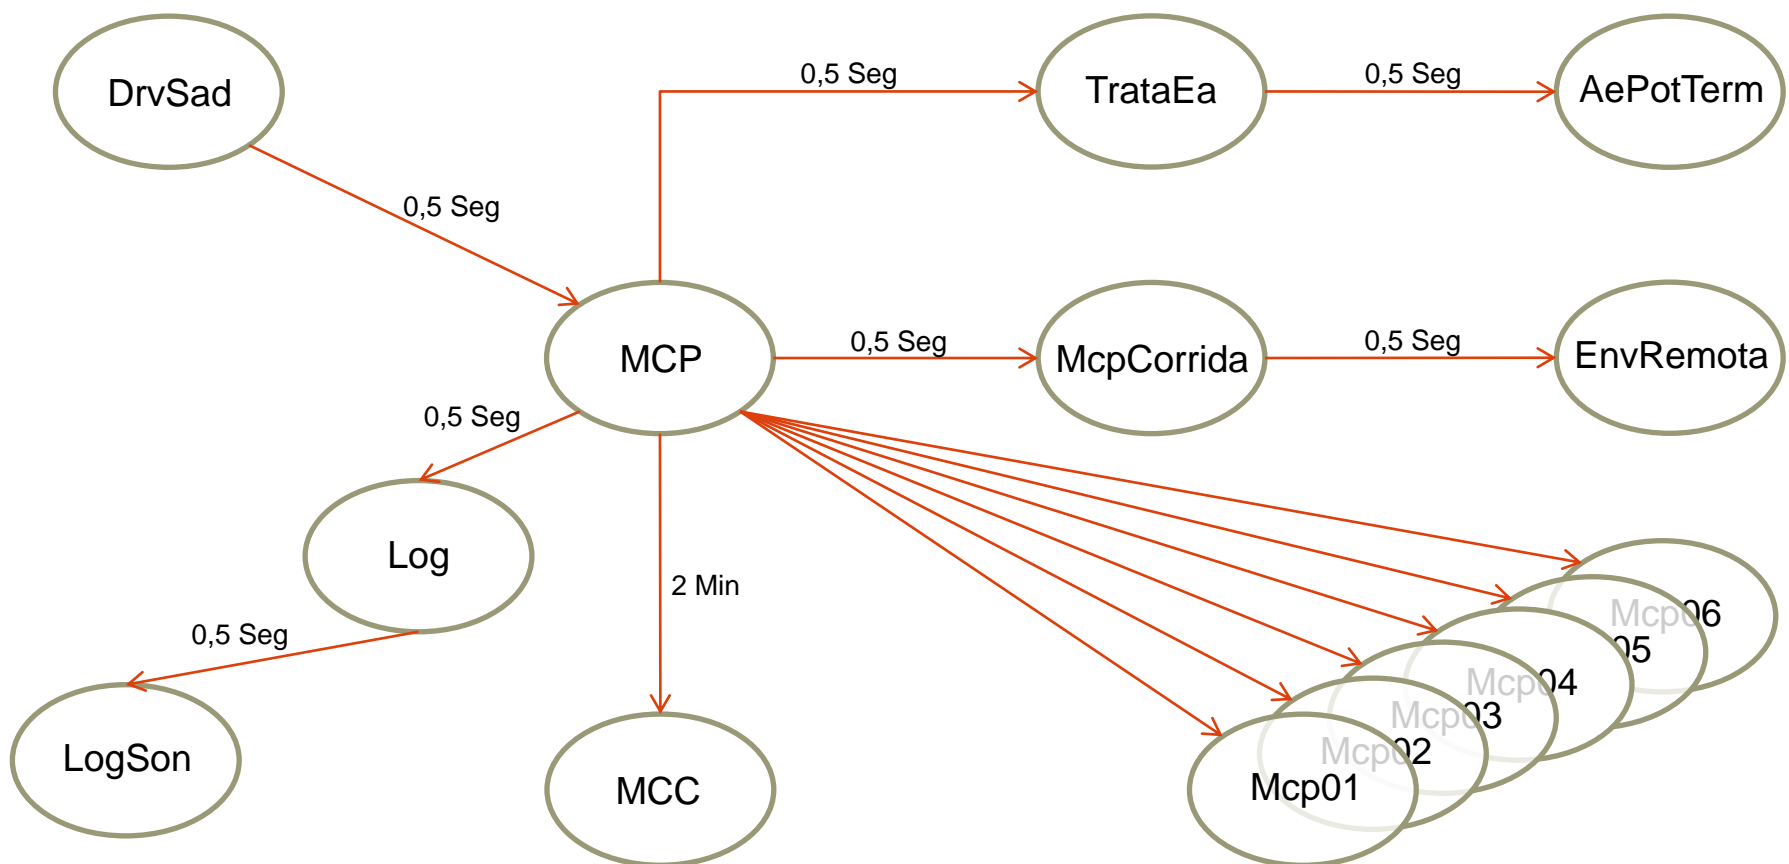 DrvSad
0,5 Seg
TrataEa
0,5 Seg
AePotTerm
0,5 Seg
MCP
0,5 Seg
McpCorrida
0,5 Seg
EnvRemota
0,5 Seg
Log
2 Min
0,5 Seg
LogSon
MCC
Mcp06
05
Mcp04
Mcp03
Mcp02
Mcp01